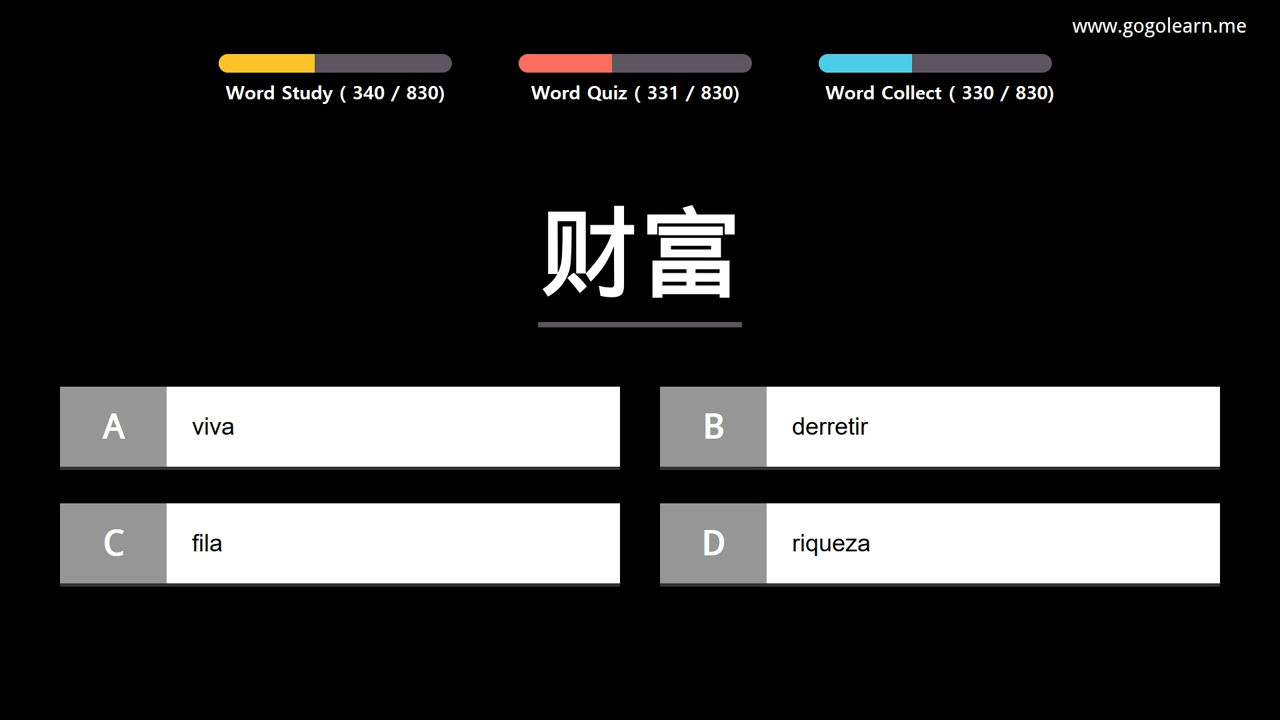 www.gogolearn.me
Word Study ( 340 / 830)
Word Quiz ( 331 / 830)
Word Collect ( 330 / 830)
财富
A viva
B derretir
C fila
D riqueza